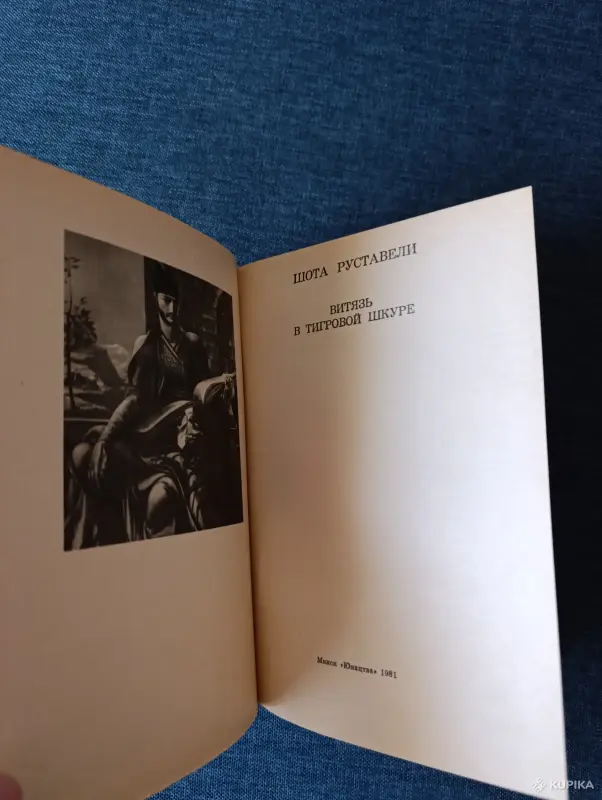 ШОТА РУСТАВЕЛИ
ВИТЯЗЬ
В ТИГРОВОЙ ШКУРЕ
Минск «Юнацтва» 1981
KUPIKA